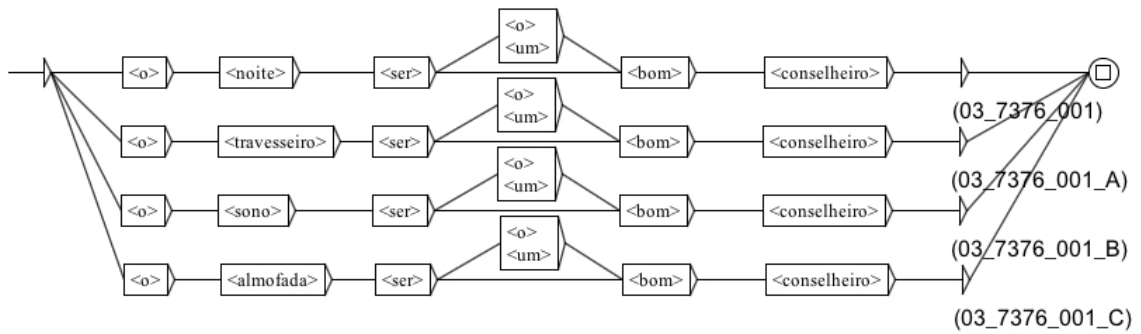 <o>
<um>
<o> <noite> <ser> <bom> <conselheiro>
(03_7376_001)
<o>
<um>
<o> <travesseiro> <ser> <bom> <conselheiro>
(03_7376_001_A)
<o>
<um>
<o> <sono> <ser> <bom> <conselheiro>
(03_7376_001_B)
<o>
<um>
<o> <almofada> <ser> <bom> <conselheiro>
(03_7376_001_C)